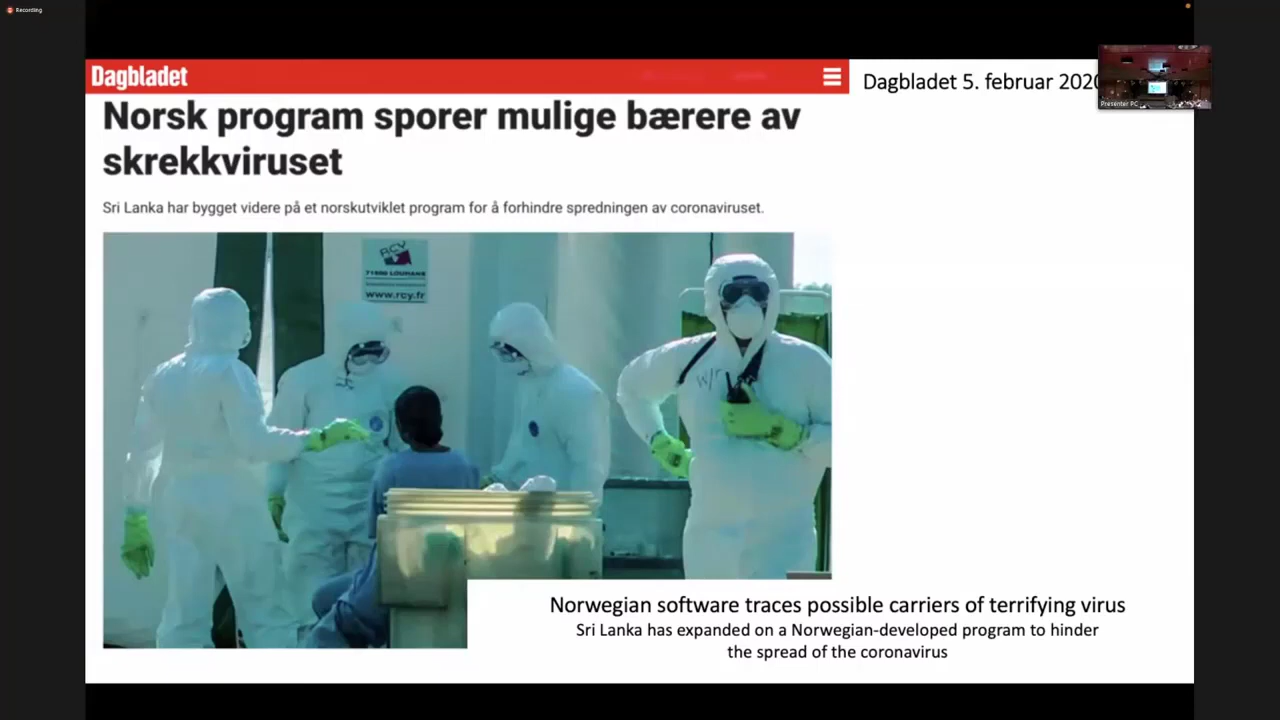 Recording
Dagbladet
Dagbladet 5. februar 2020
Presenter PC
Norsk program sporer mulige bærere av
skrekkviruset
Sri Lanka har bygget videre på et norskutviklet program for å forhindre spredningen av coronaviruset.
RCY
71500 LOUHANS
www.rcy.fr
Norwegian software traces possible carriers of terrifying virus
Sri Lanka has expanded on a Norwegian-developed program to hinder
the spread of the coronavirus